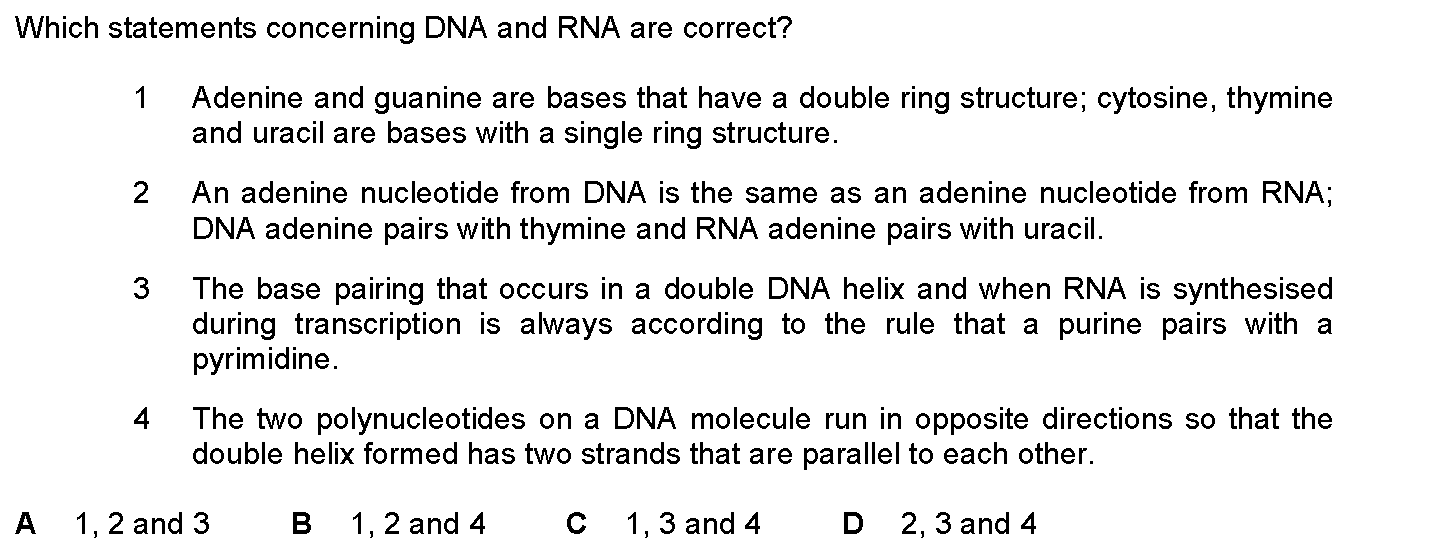 Which statements concerning DNA and RNA are correct?
1 Adenine and guanine are bases that have a double ring structure; cytosine, thymine
and uracil are bases with a single ring structure.
2 An adenine nucleotide from DNA is the same as an adenine nucleotide from RNA;
DNA adenine pairs with thymine and RNA adenine pairs with uracil.
3 The base pairing that occurs in a double DNA helix and when RNA is synthesised
during transcription is always according to the rule that a purine pairs with a
pyrimidine.
4 The two polynucleotides on a DNA molecule run in opposite directions so that the
double helix formed has two strands that are parallel to each other.
A 1, 2 and 3 B 1, 2 and 4 C 1, 3 and 4 D 2, 3 and 4